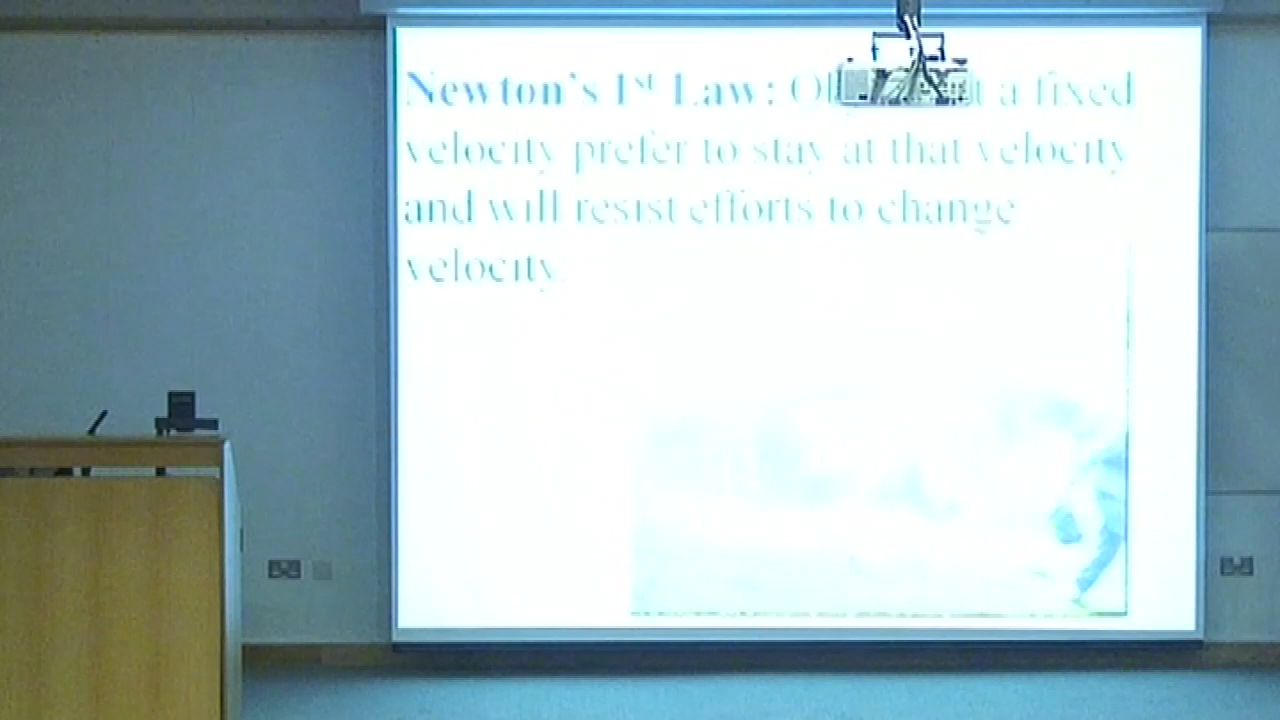 Newton's 1st Law: a fixed
velocity prefer to stay at that velocity
and will resist efforts to change
velocity.